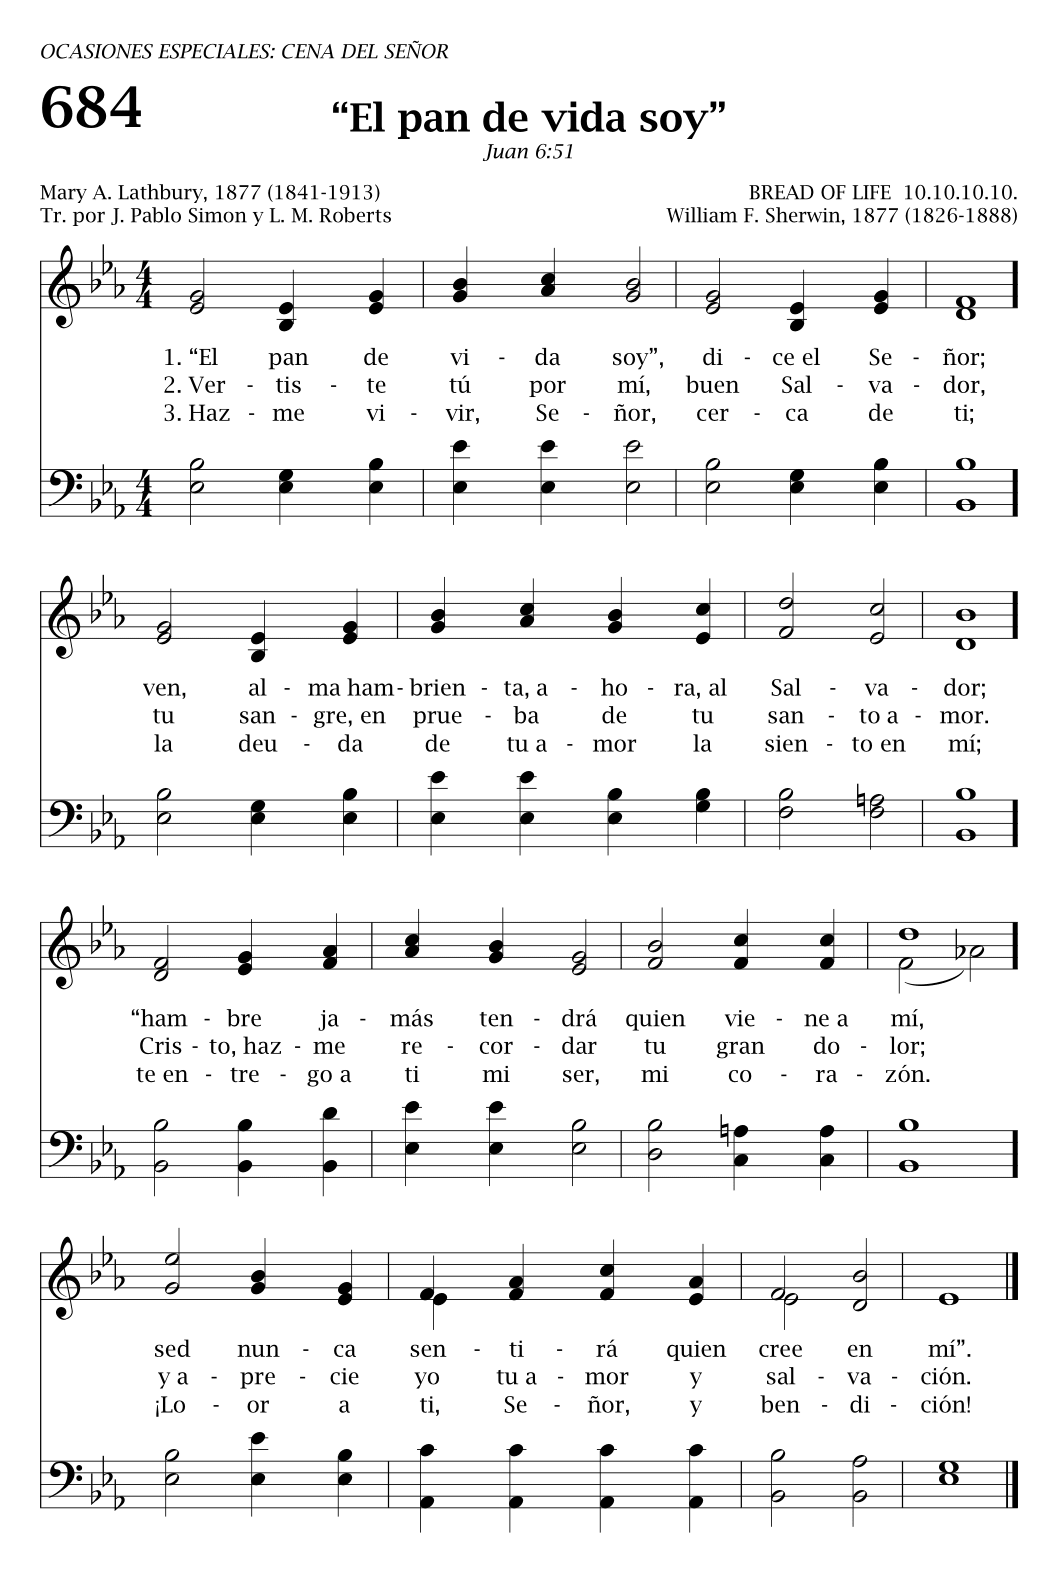 OCASIONES ESPECIALES: CENA DEL SEÑOR
684
“El pan de vida soy”
Juan 6:51
Mary A. Lathbury, 1877 (1841-1913)
BREAD OF LIFE 10.10.10.10.
Tr. por J. Pablo Simon y L. M. Roberts
William F. Sherwin, 1877 (1826-1888)
4 4
1. “El pan de vi - da soy”, di - ce el Se - ñor;
2. Ver - tis - te tú por mí, buen Sal - va - dor,
3. Haz - me vi - vir, Se - ñor, cer - ca de ti;
4 4
ven, al - ma ham - brien - ta, a - ho - ra, al Sal - va - dor;
tu san - gre, en prue - ba de tu san - to a - mor.
la deu - da de tu a - mor la sien - to en mí;
“ham - bre ja - más ten - drá quien vie - ne a mí,
Cris - to, haz - me re - cor - dar tu gran do - lor;
te en - tre - go a ti mi ser, mi co - ra - zón.
sed nun - ca sen - ti - rá quien cree en mí”.
y a - pre - cie yo tu a - mor y sal - va - ción.
¡Lo - or a ti, Se - ñor, y ben - di - ción!